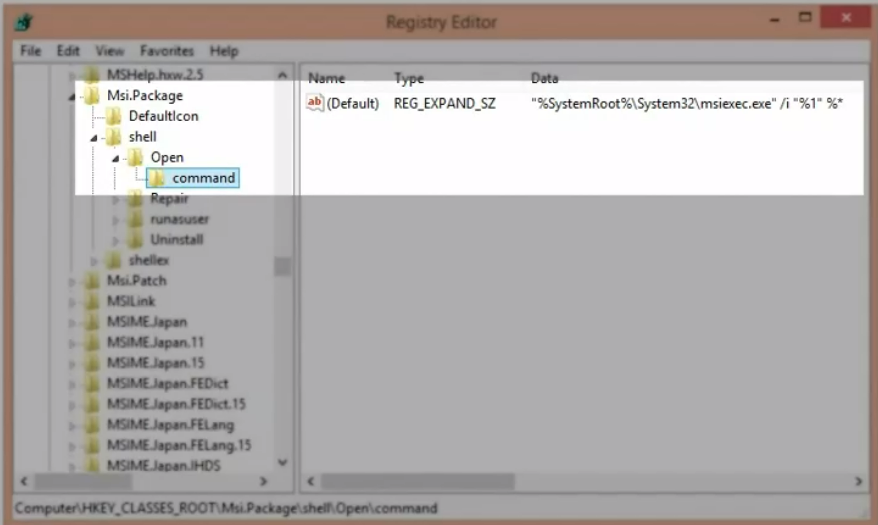 Registry Editor
File Edit View Favorites Help
MSHelp.hxw.2.5
Msi.Package
DefaultIcon
shell
Open
command
Repair
runasuser
Uninstall
shellex
Msi.Patch
MSILink
MSIME.Japan
MSIME.Japan.11
MSIME.Japan.15
MSIME.Japan.FEDict
MSIME.Japan.FEDict.15
MSIME.Japan.FELang
MSIME.Japan.FELang.15
MSIME.Japan.IHDS
Name Type Data
ab (Default) REG_EXPAND_SZ "%SystemRoot%\System32\msiexec.exe" /i "%1" %*
Computer\HKEY_CLASSES_ROOT\Msi.Package\shell\Open\command